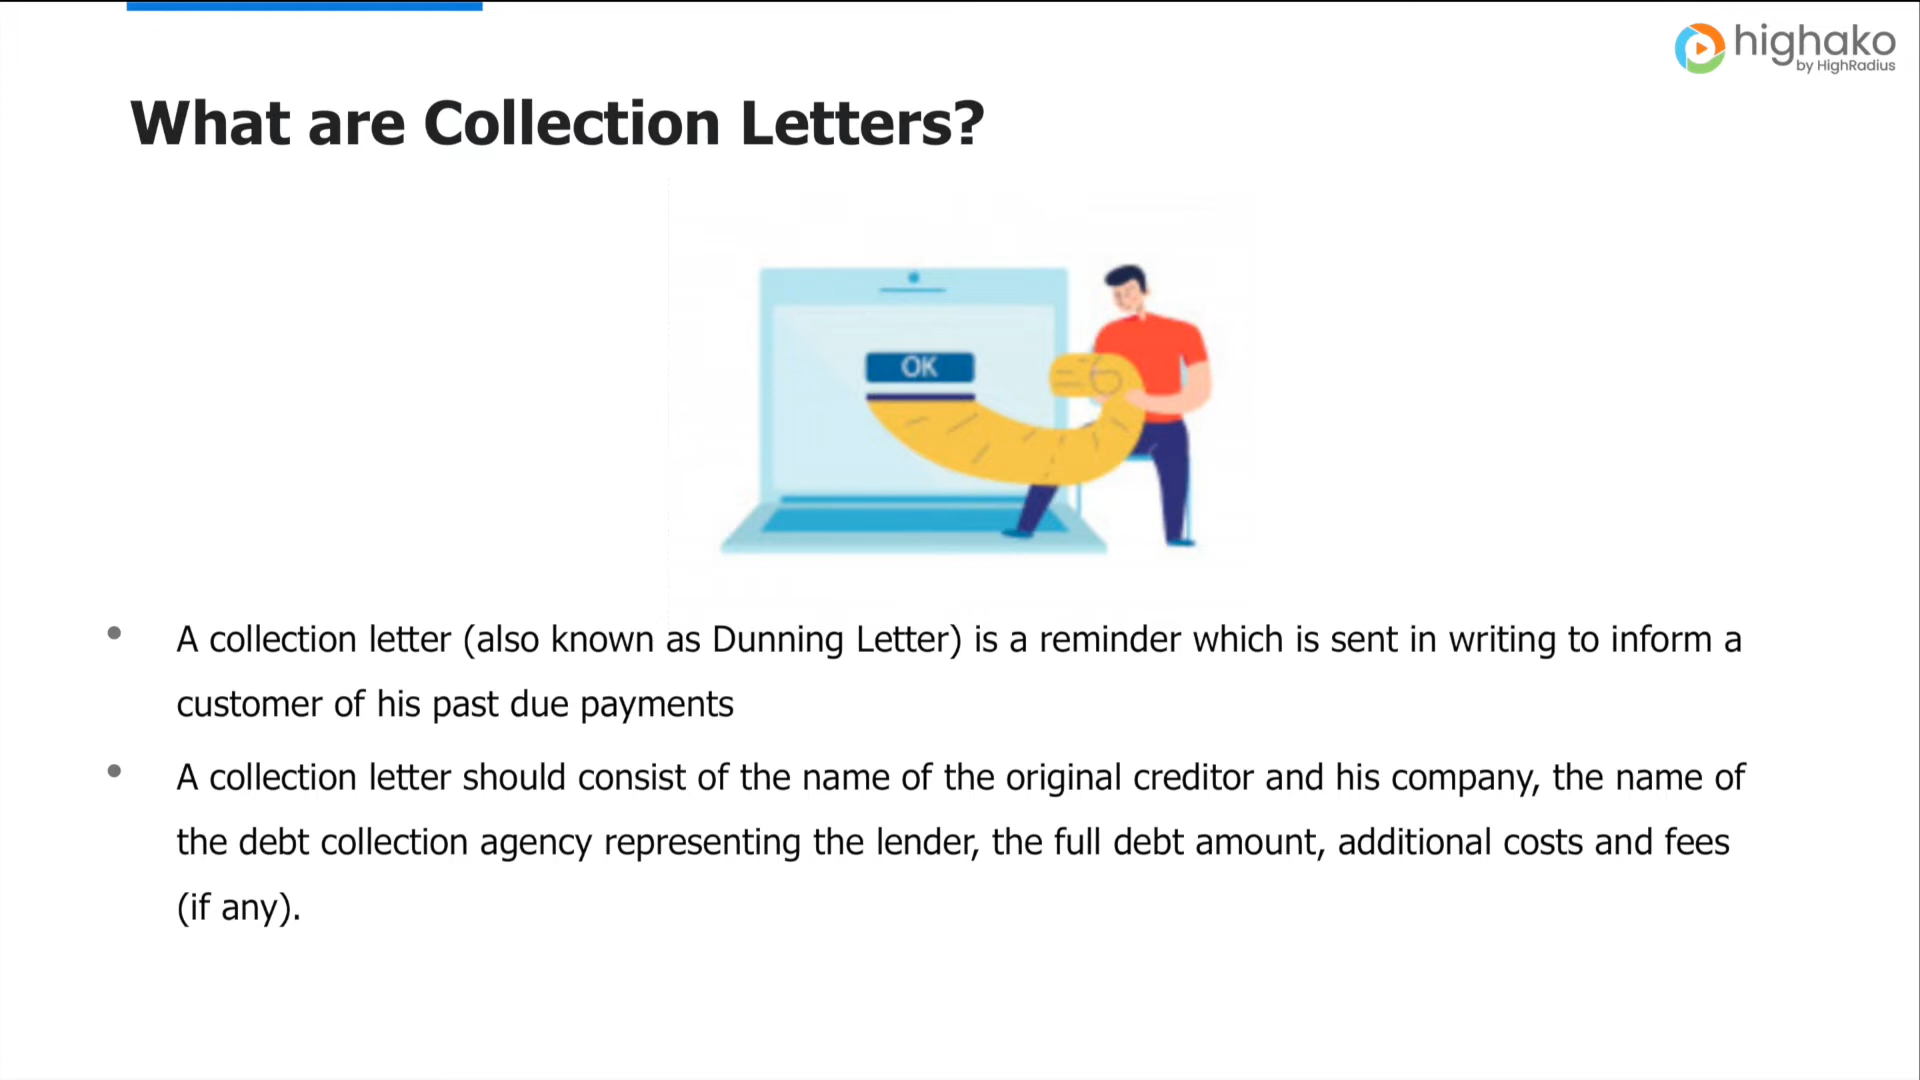 highako
by HighRadius
What are Collection Letters?
OK
• A collection letter (also known as Dunning Letter) is a reminder which is sent in writing to inform a
customer of his past due payments
• A collection letter should consist of the name of the original creditor and his company, the name of
the debt collection agency representing the lender, the full debt amount, additional costs and fees
(if any).